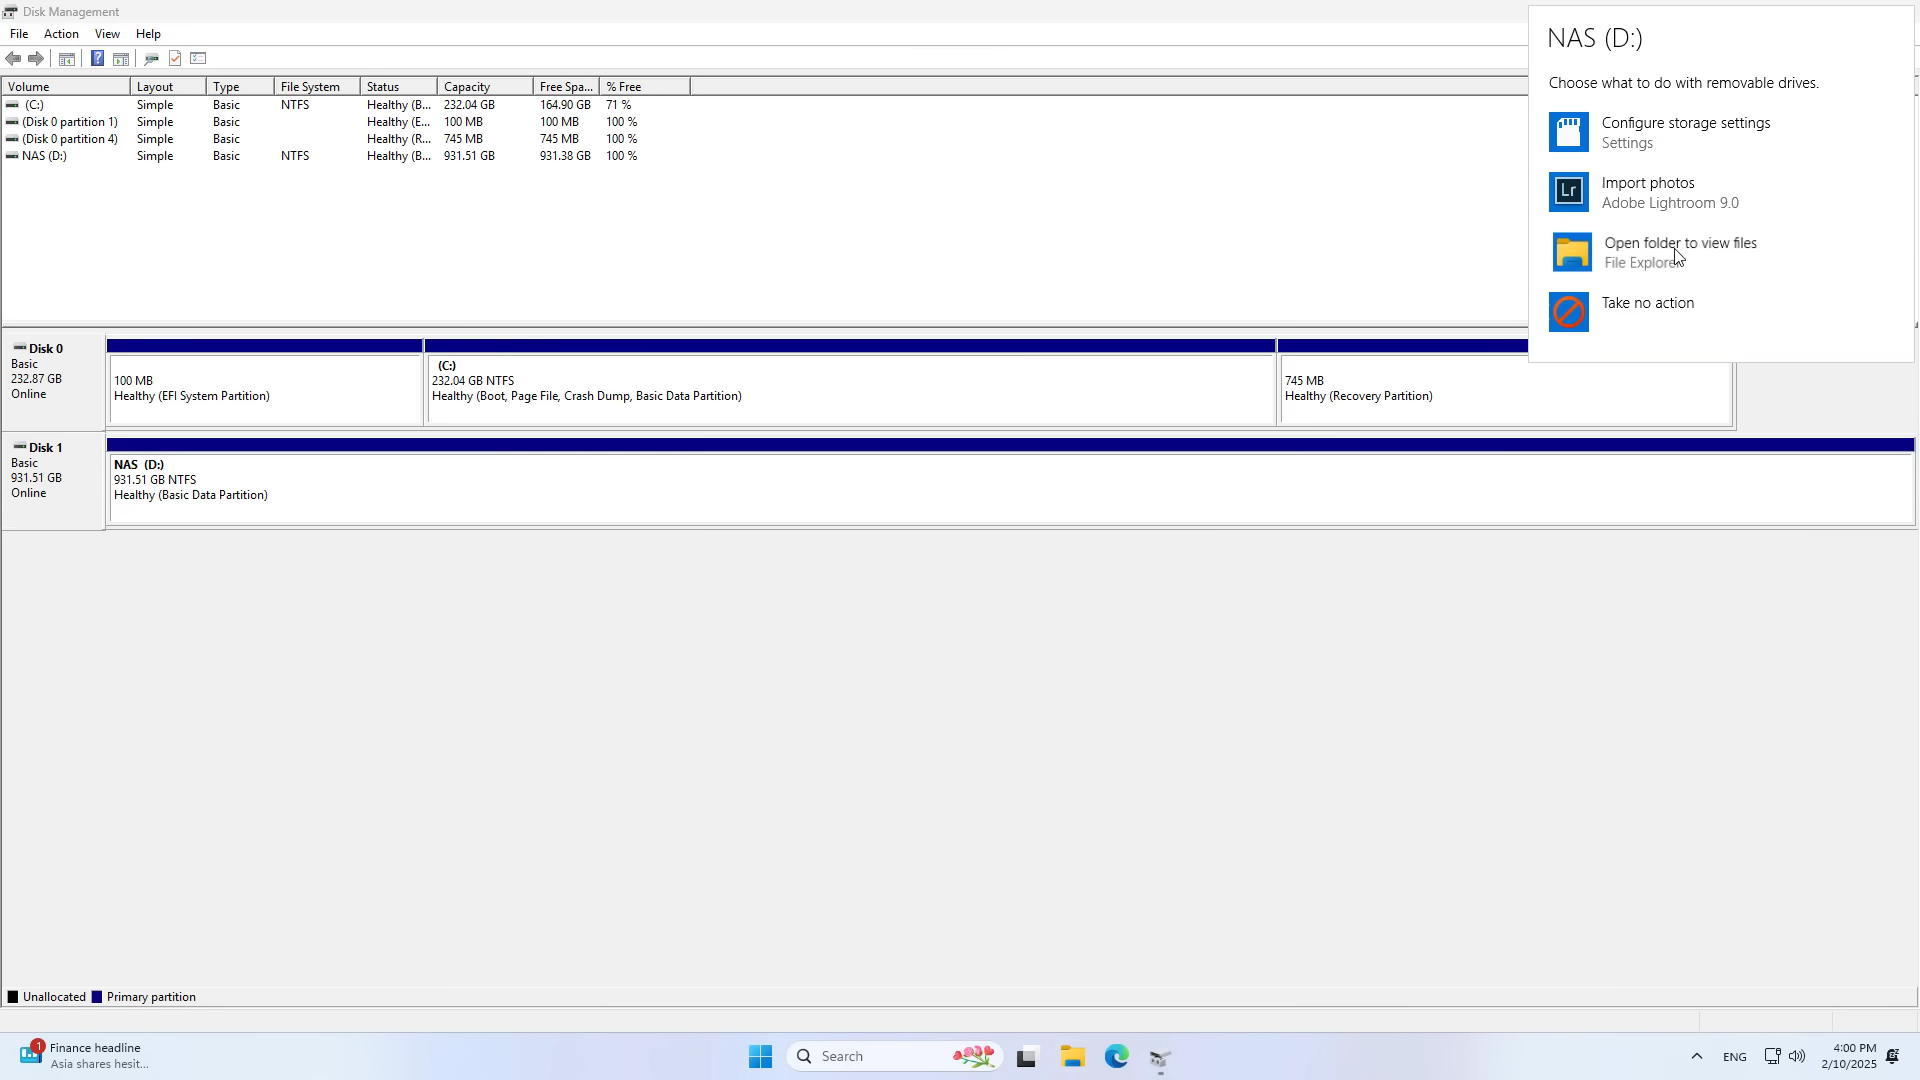 Disk Management
File Action View Help
Volume Layout Type File System Status Capacity Free Spa... % Free
(C:) Simple Basic NTFS Healthy (B... 232.04 GB 164.90 GB 71 %
(Disk 0 partition 1) Simple Basic Healthy (E... 100 MB 100 MB 100 %
(Disk 0 partition 4) Simple Basic Healthy (R... 745 MB 745 MB 100 %
NAS (D:) Simple Basic NTFS Healthy (B... 931.51 GB 931.38 GB 100 %
NAS (D:)
Choose what to do with removable drives.
Configure storage settings
Settings
Lr
Import photos
Adobe Lightroom 9.0
Open folder to view files
File Explorer
Take no action
Disk 0
Basic
232.87 GB
Online
100 MB
Healthy (EFI System Partition)
(C:)
232.04 GB NTFS
Healthy (Boot, Page File, Crash Dump, Basic Data Partition)
745 MB
Healthy (Recovery Partition)
Disk 1
Basic
931.51 GB
Online
NAS (D:)
931.51 GB NTFS
Healthy (Basic Data Partition)
Unallocated Primary partition
1
Finance headline
Asia shares hesit...
Search
ENG
4:00 PM
2/10/2025